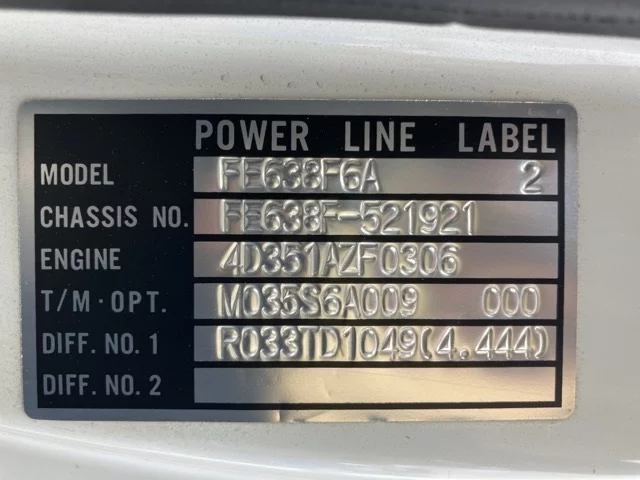 POWER LINE LABEL
MODEL FE638F6A 2
CHASSIS NO. FE638F-521921
ENGINE 4D351AZF0306
T/M·OPT. M035S6A009 000
DIFF. NO. 1 R033TD1049(4.444)
DIFF. NO. 2